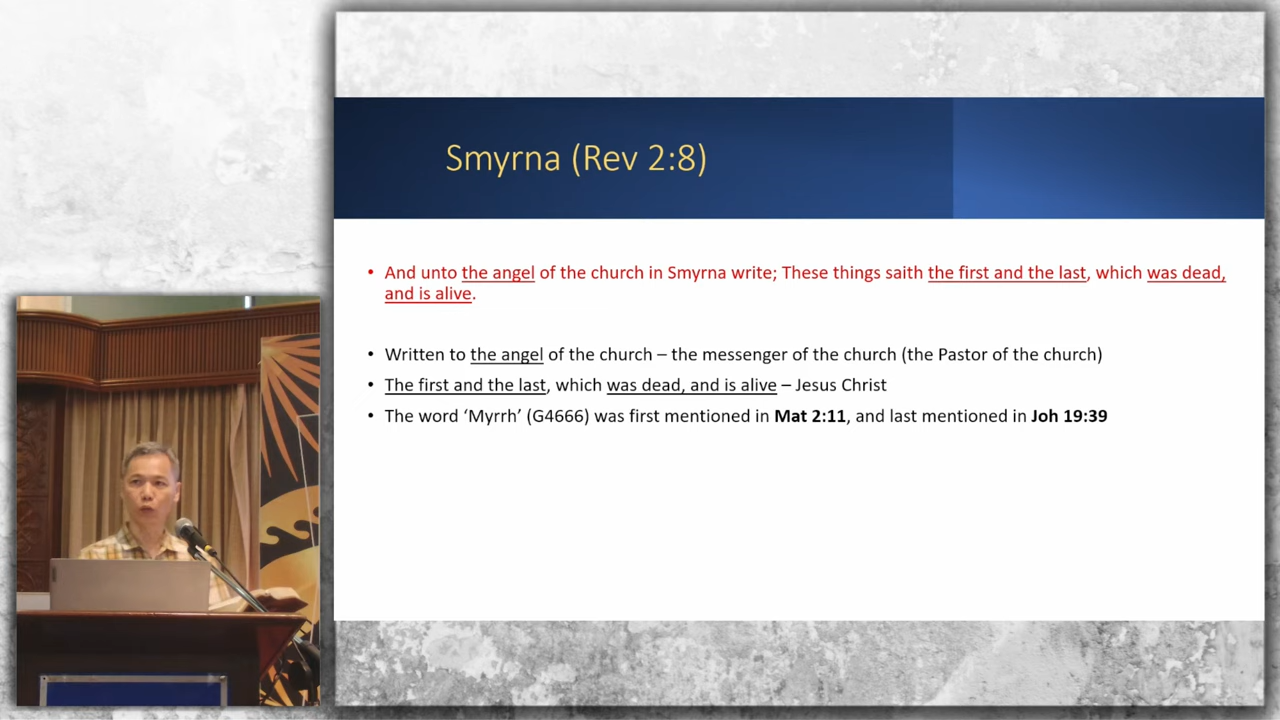 Smyrna (Rev 2:8)
• And unto the angel of the church in Smyrna write; These things saith the first and the last, which was dead,
and is alive.
• Written to the angel of the church – the messenger of the church (the Pastor of the church)
• The first and the last, which was dead, and is alive – Jesus Christ
• The word ‘Myrrh’ (G4666) was first mentioned in Mat 2:11, and last mentioned in Joh 19:39